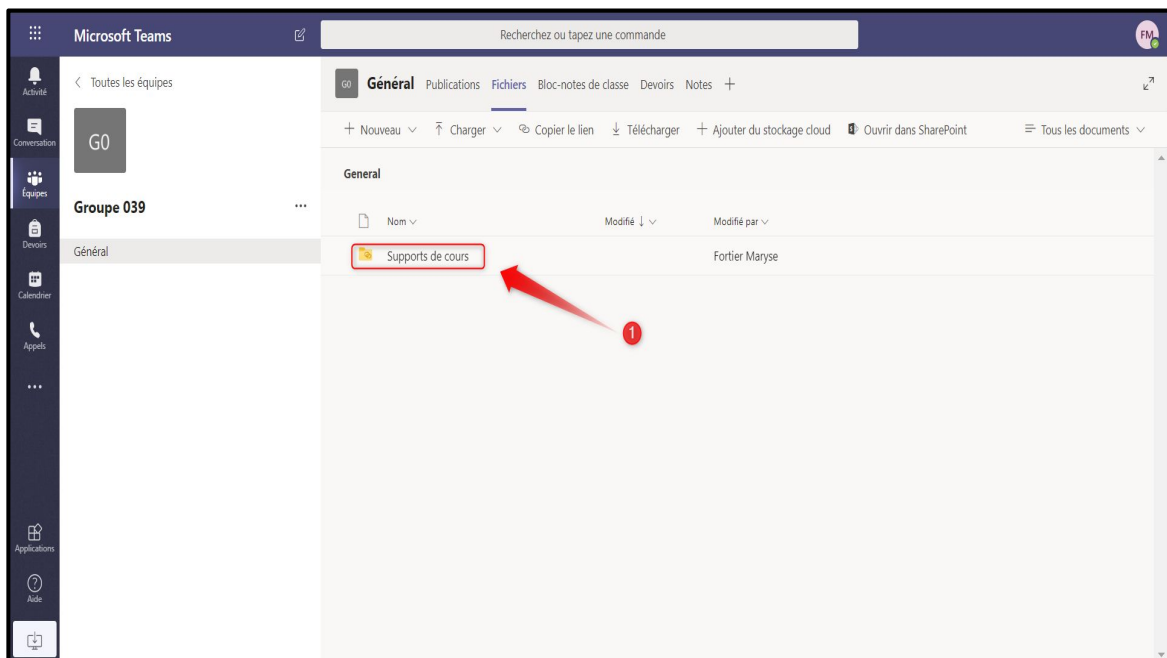 Microsoft Teams
Recherchez ou tapez une commande
FM
Activité
Conversation
Équipes
Devoirs
Calendrier
Appels
Applications
Aide
Toutes les équipes
G0
Groupe 039
Général
G0 Général Publications Fichiers Bloc-notes de classe Devoirs Notes
Nouveau Charger Copier le lien Télécharger Ajouter du stockage cloud Ouvrir dans SharePoint Tous les documents
General
Nom Modifié Modifié par
Supports de cours Fortier Maryse
1